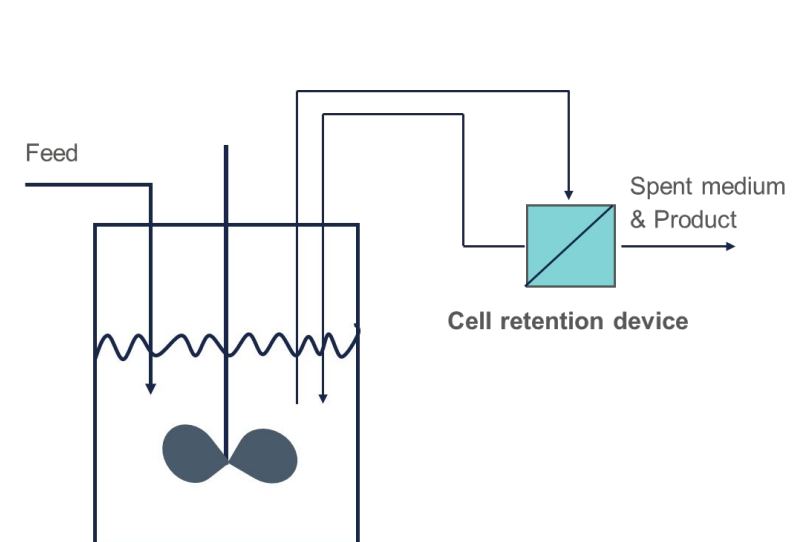 Feed
Spent medium
& Product
Cell retention device